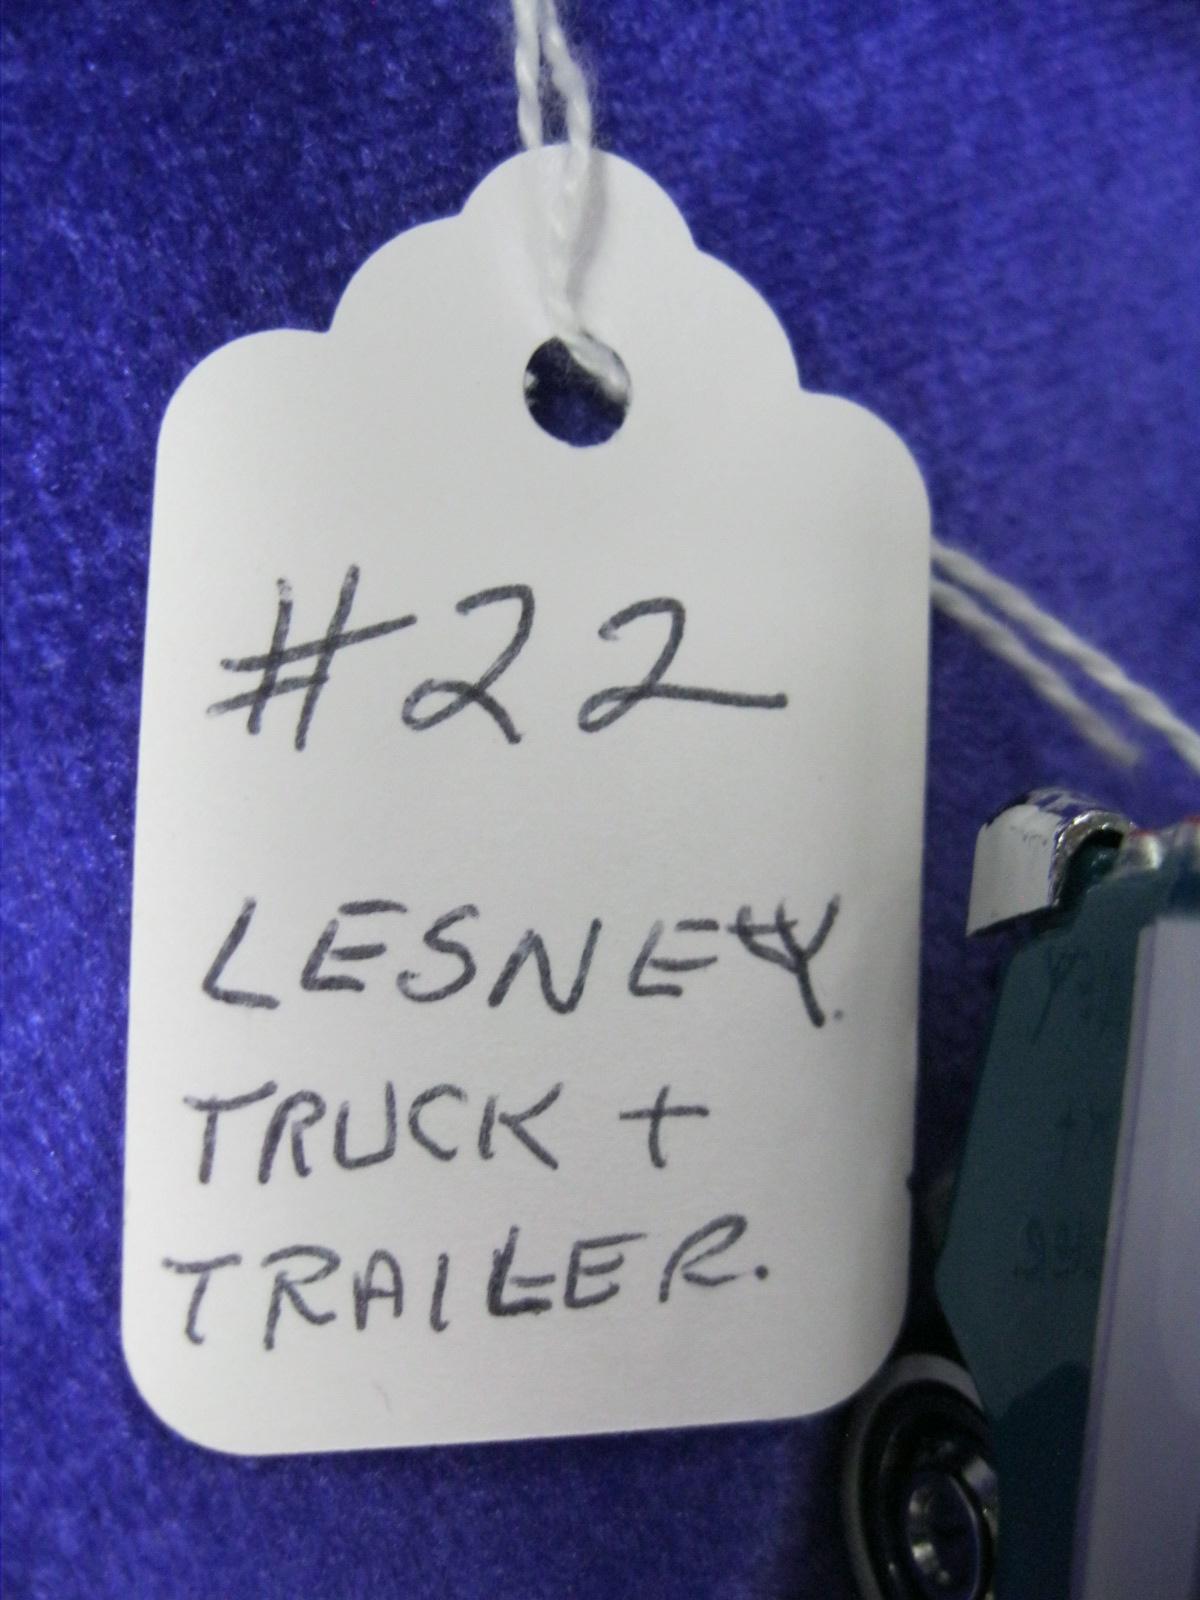 #22
LESNEY.
TRUCK +
TRAILER.